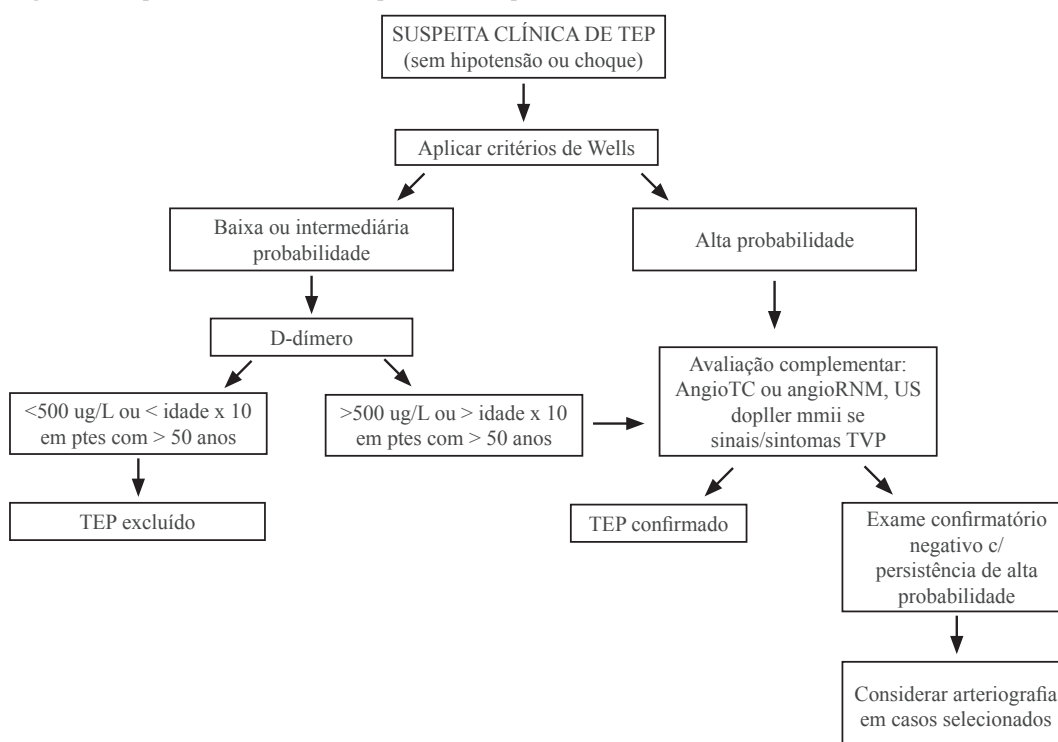 SUSPEITA CLÍNICA DE TEP
(sem hipotensão ou choque)
Aplicar critérios de Wells
Baixa ou intermediária
probabilidade
Alta probabilidade
D-dímero
Avaliação complementar:
AngioTC ou angioRNM, US
dopller mmii se
sinais/sintomas TVP
<500 ug/L ou < idade x 10
em ptes com > 50 anos
>500 ug/L ou > idade x 10
em ptes com > 50 anos
TEP excluído
TEP confirmado
Exame confirmatório
negativo c/
persistência de alta
probabilidade
Considerar arteriografia
em casos selecionados